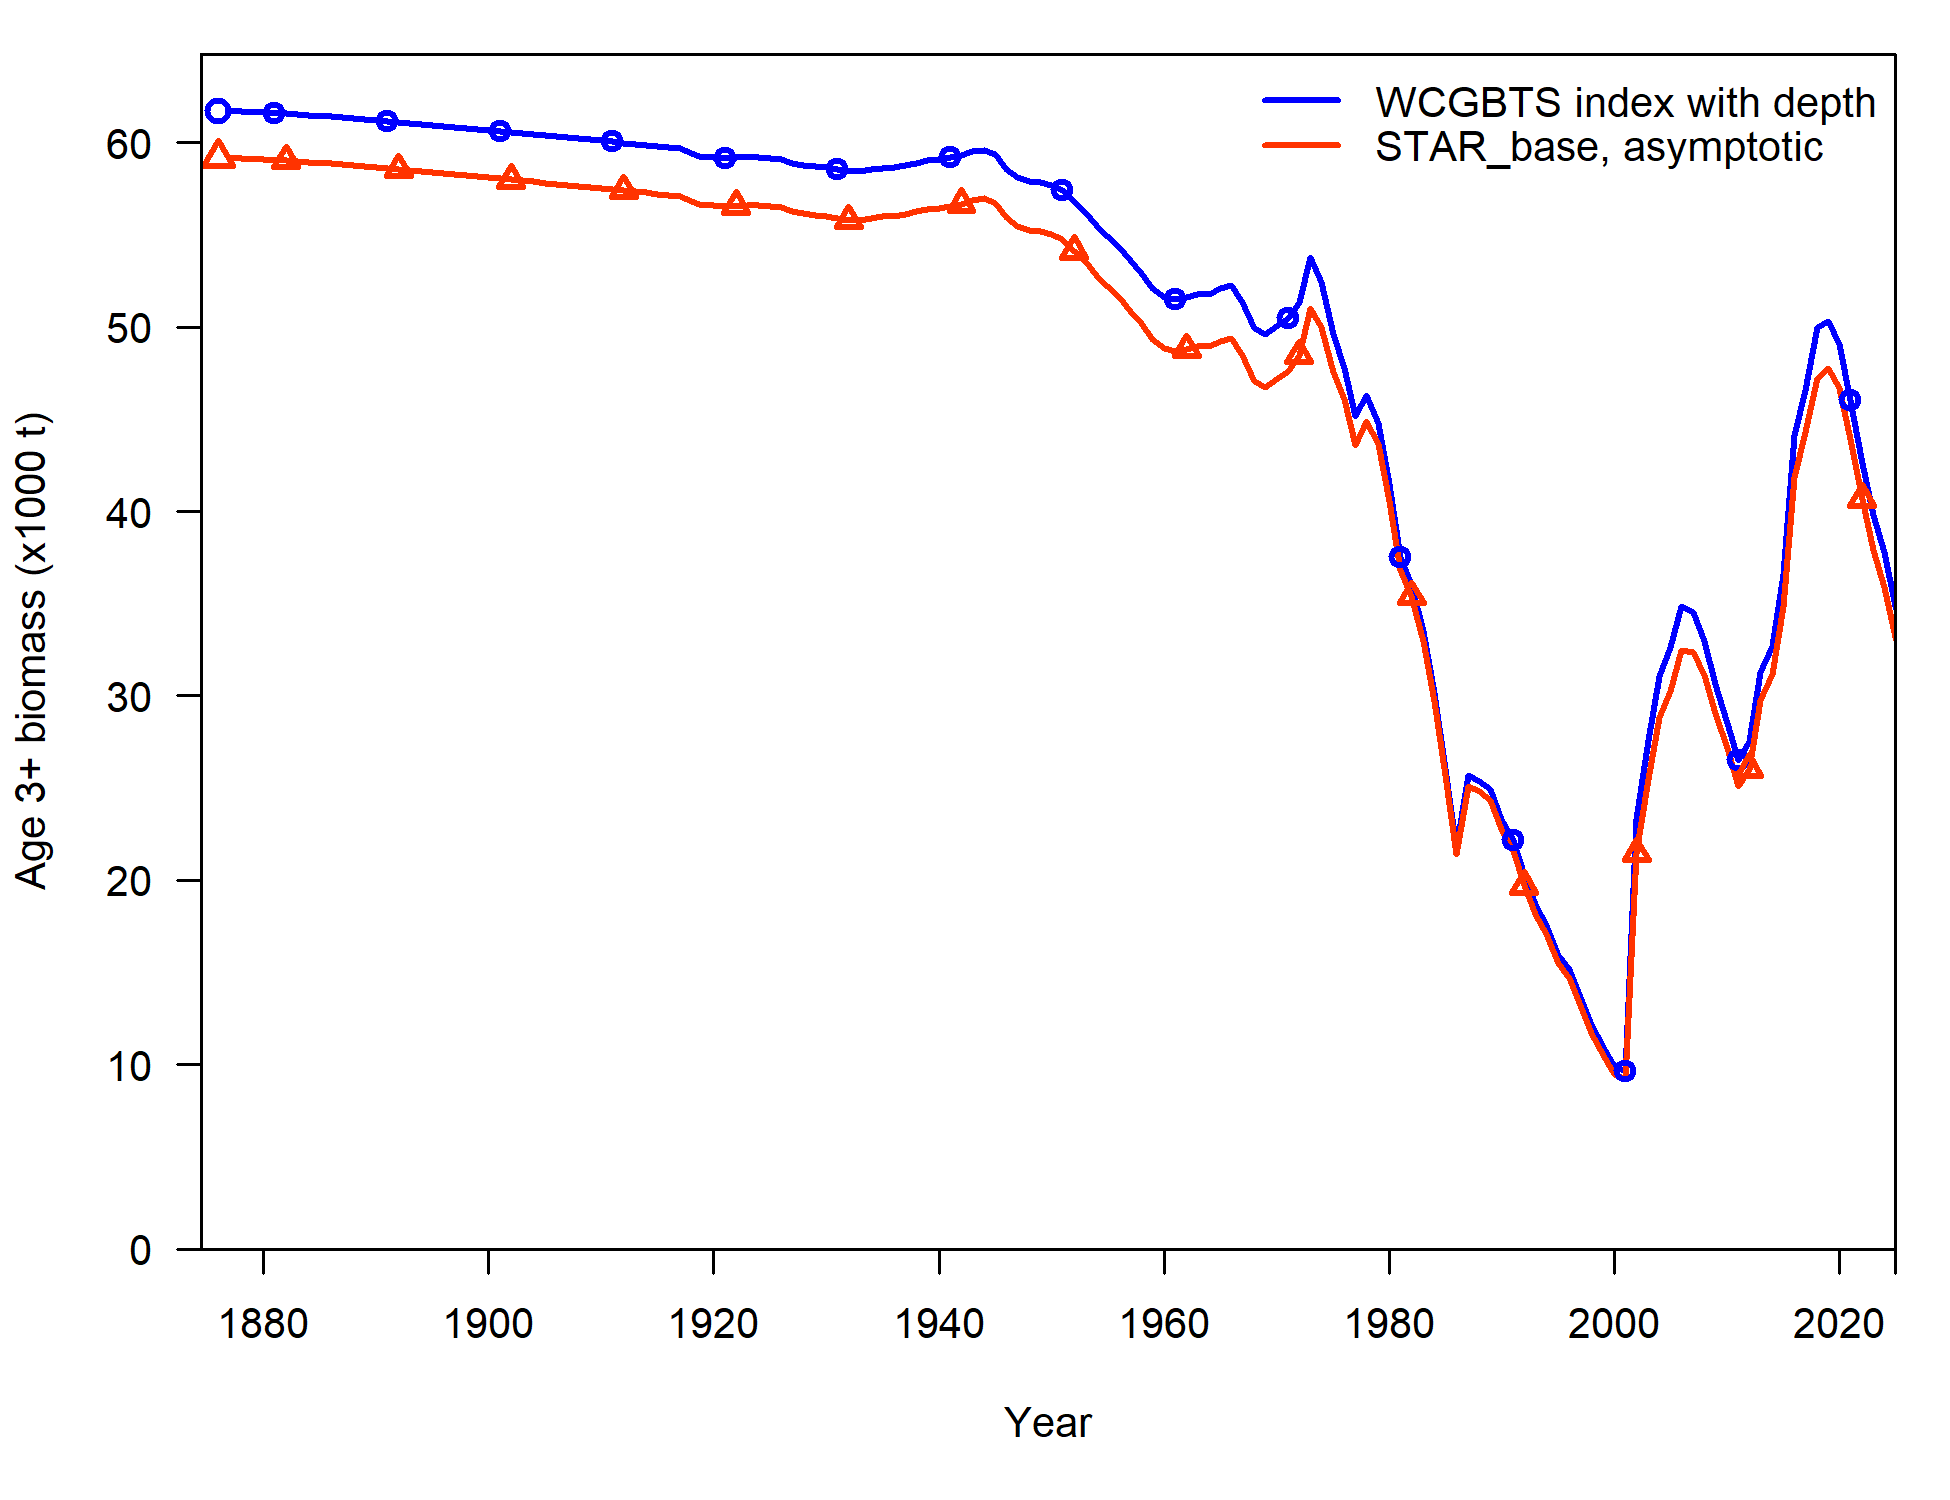 WCGBTS index with depth
STAR_base, asymptotic
60
50
40
30
20
10
0
Age 3+ biomass (x1000 t)
1880 1900 1920 1940 1960 1980 2000 2020
Year